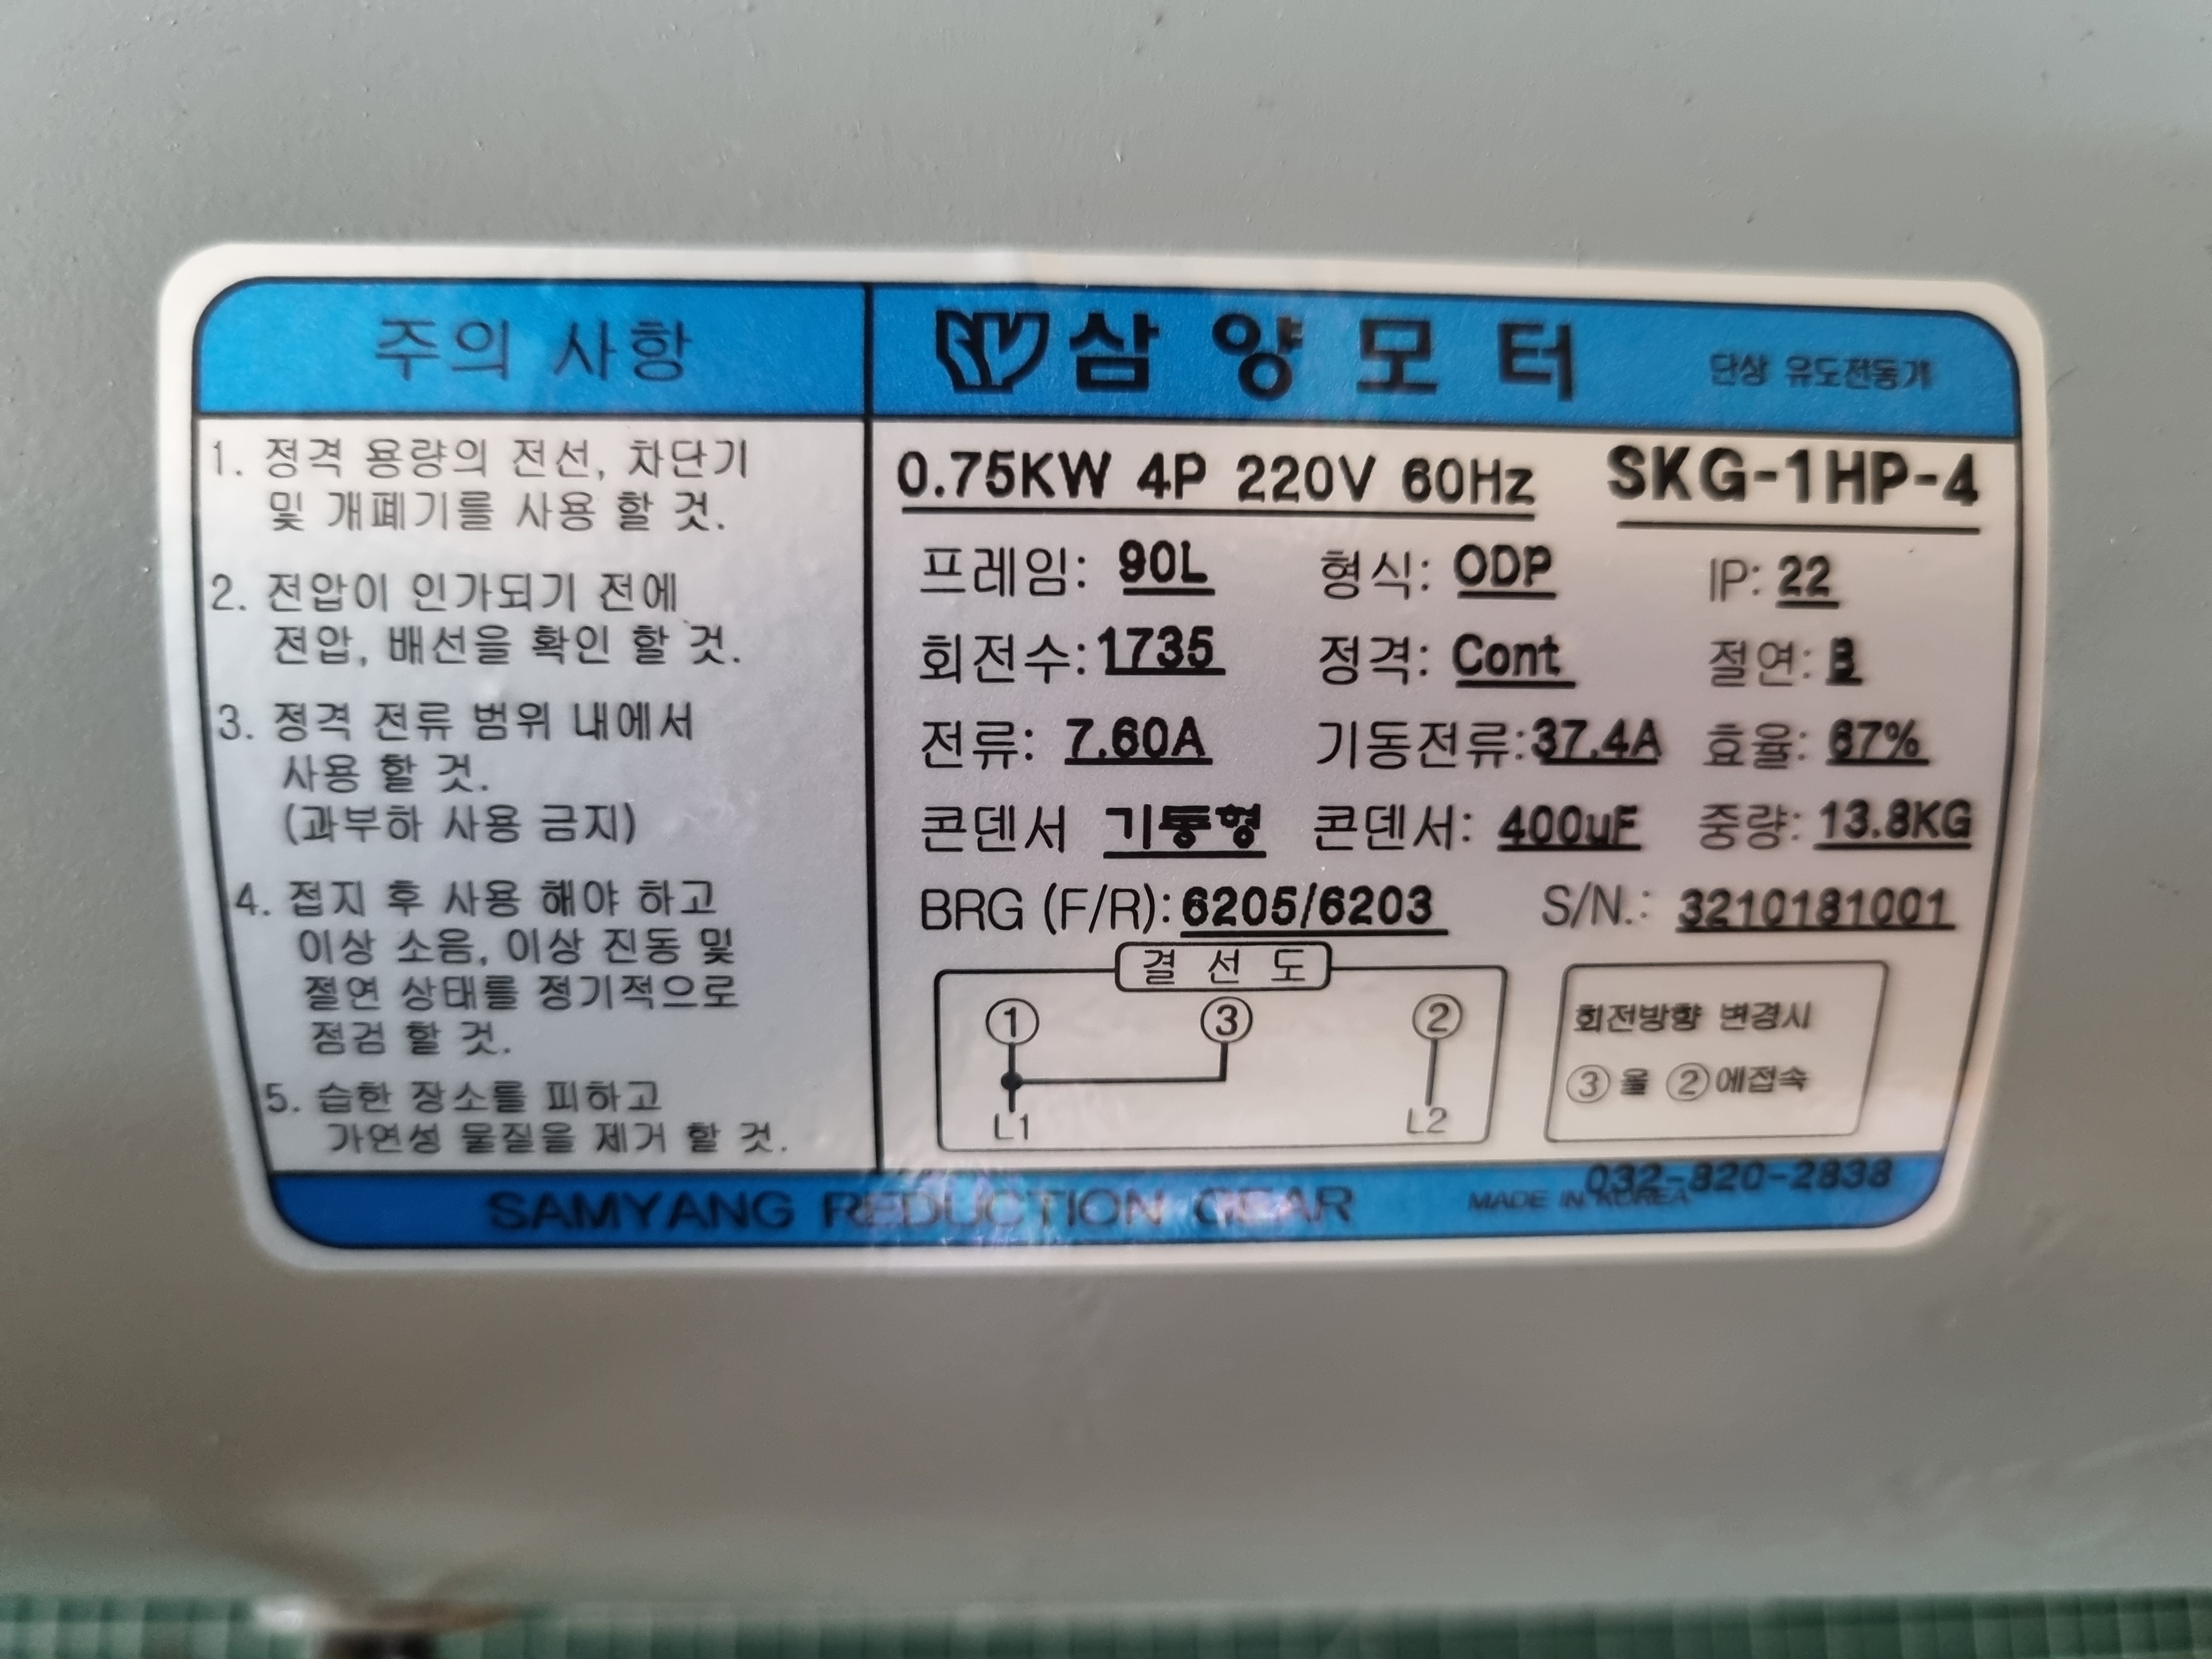 주의 사항
1. 정격 용량의 전선, 차단기
및 개폐기를 사용 할 것.
2. 전압이 인가되기 전에
전압, 배선을 확인 할 것.
3. 정격 전류 범위 내에서
사용 할 것.
(과부하 사용 금지)
4. 접지 후 사용 해야 하고
이상 소음, 이상 진동 및
절연 상태를 정기적으로
점검 할 것.
5. 습한 장소를 피하고
가연성 물질을 제거 할 것.
삼양모터 단상 유도전동기
0.75KW 4P 220V 60Hz SKG-1HP-4
프레임: 90L 형식: ODP IP: 22
회전수: 1735 정격: Cont 절연: B
전류: 7.60A 기동전류: 37.4A 효율: 67%
콘덴서 기동형 콘덴서: 400uF 중량: 13.8KG
BRG (F/R): 6205/6203 S/N.: 3210181001
결 선 도
① ③ ②
L1 L2
회전방향 변경시
③을 ②에접속
SAMYANG REDUCTION GEAR MADE IN KOREA 032-820-2838